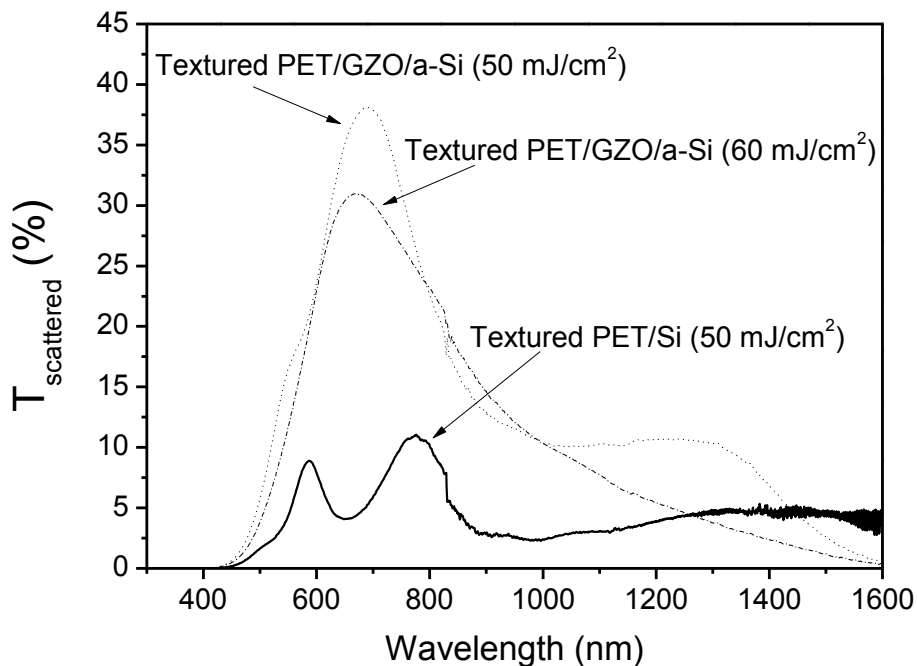 45
40
35
30
25
20
15
10
5
0
T scattered (%)
Textured PET/GZO/a-Si (50 mJ/cm²)
Textured PET/GZO/a-Si (60 mJ/cm²)
Textured PET/Si (50 mJ/cm²)
400 600 800 1000 1200 1400 1600
Wavelength (nm)